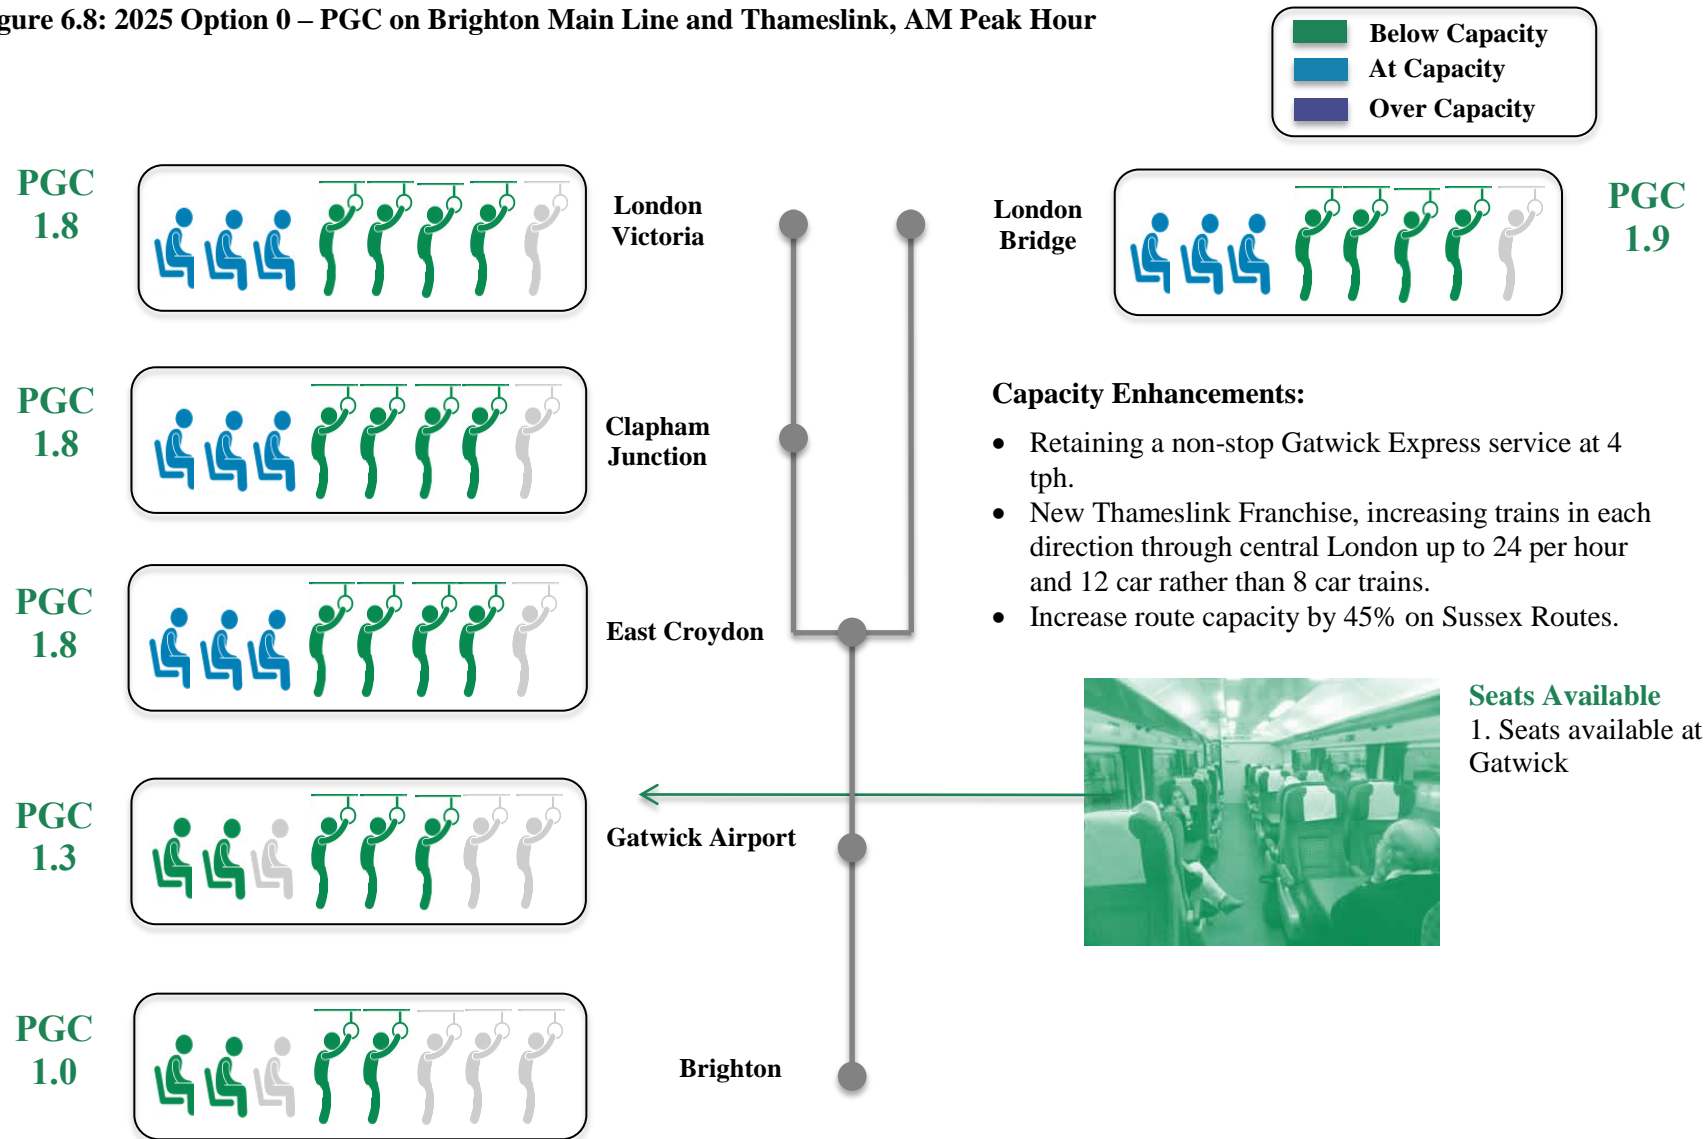 gure 6.8: 2025 Option 0 – PGC on Brighton Main Line and Thameslink, AM Peak Hour
Below Capacity
At Capacity
Over Capacity
PGC
1.8
London
Victoria
London
Bridge
PGC
1.9
PGC
1.8
Clapham
Junction
Capacity Enhancements:
• Retaining a non-stop Gatwick Express service at 4
tph.
• New Thameslink Franchise, increasing trains in each
direction through central London up to 24 per hour
and 12 car rather than 8 car trains.
• Increase route capacity by 45% on Sussex Routes.
PGC
1.8
East Croydon
Seats Available
1. Seats available at
Gatwick
PGC
1.3
Gatwick Airport
PGC
1.0
Brighton